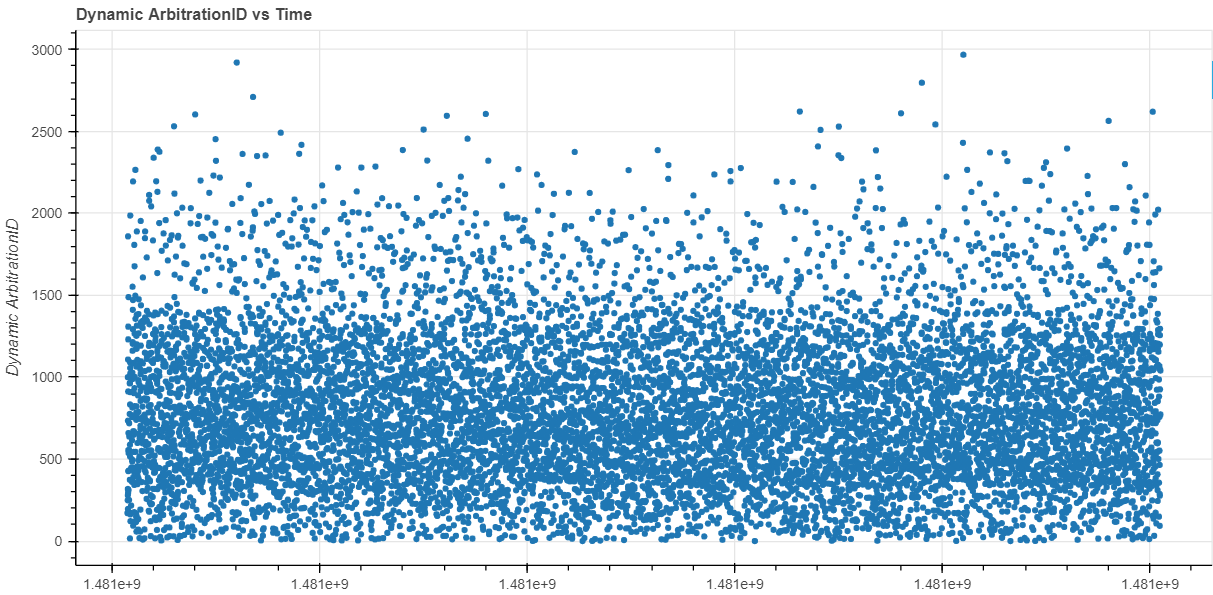 Dynamic ArbitrationID vs Time
3000
2500
2000
1500
1000
500
0
Dynamic ArbitrationID
1.481e+9 1.481e+9 1.481e+9 1.481e+9 1.481e+9 1.481e+9